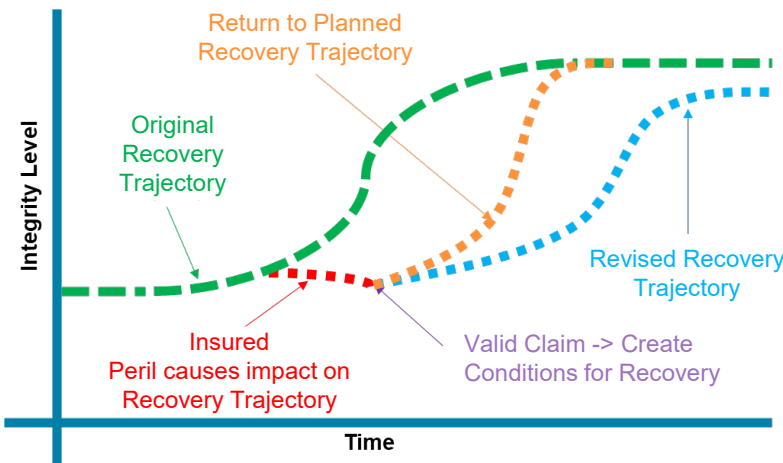 Return to Planned
Recovery Trajectory
Original
Recovery
Trajectory
Integrity Level
Revised Recovery
Trajectory
Insured
Peril causes impact on
Recovery Trajectory
Valid Claim -> Create
Conditions for Recovery
Time